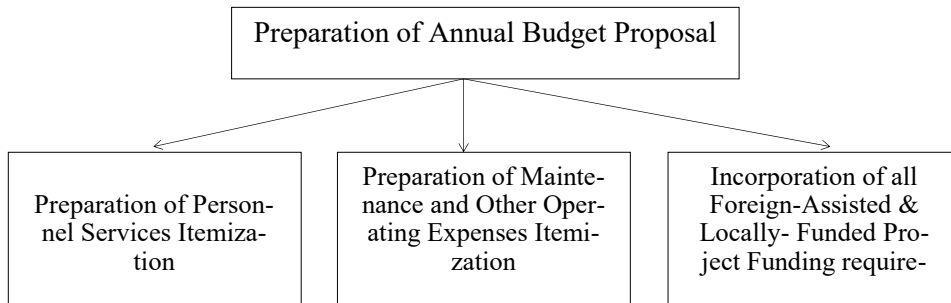 Preparation of Annual Budget Proposal
Preparation of Person-
nel Services Itemiza-
tion
Preparation of Mainte-
nance and Other Oper-
ating Expenses Itemi-
zation
Incorporation of all
Foreign-Assisted &
Locally- Funded Pro-
ject Funding require-